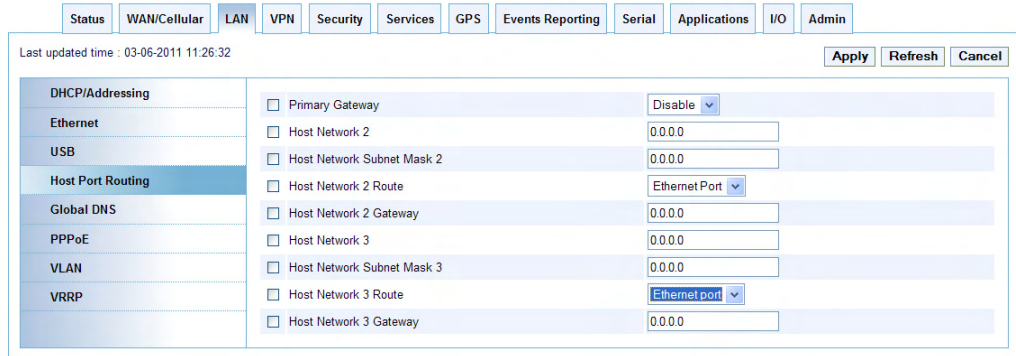 Status WAN/Cellular LAN VPN Security Services GPS Events Reporting Serial Applications I/O Admin
Last updated time : 03-06-2011 11:26:32
Apply Refresh Cancel
DHCP/Addressing
Ethernet
USB
Host Port Routing
Global DNS
PPPoE
VLAN
VRRP
Primary Gateway Disable
Host Network 2 0.0.0.0
Host Network Subnet Mask 2 0.0.0.0
Host Network 2 Route Ethernet Port
Host Network 2 Gateway 0.0.0.0
Host Network 3 0.0.0.0
Host Network Subnet Mask 3 0.0.0.0
Host Network 3 Route Ethernet port
Host Network 3 Gateway 0.0.0.0